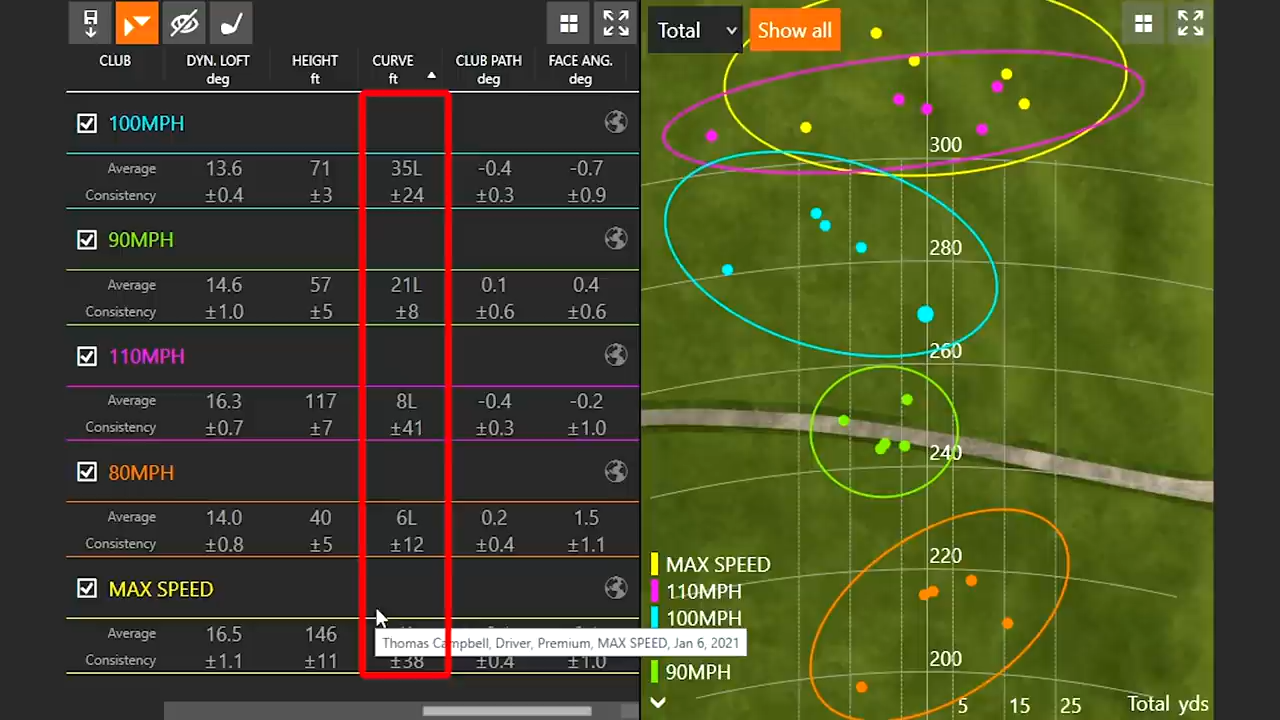 CLUB DYN. LOFT HEIGHT CURVE CLUB PATH FACE ANG.
deg ft ft deg deg
100MPH
Average 13.6 71 35L -0.4 -0.7
Consistency ±0.4 ±3 ±24 ±0.3 ±0.9
90MPH
Average 14.6 57 21L 0.1 0.4
Consistency ±1.0 ±5 ±8 ±0.6 ±0.6
110MPH
Average 16.3 117 8L -0.4 -0.2
Consistency ±0.7 ±7 ±41 ±0.3 ±1.0
80MPH
Average 14.0 40 6L 0.2 1.5
Consistency ±0.8 ±5 ±12 ±0.4 ±1.1
MAX SPEED
Average 16.5 146
Thomas Campbell, Driver, Premium, MAX SPEED, Jan 6, 2021
Consistency ±1.1 ±11 ±38 ±0.4 ±1.0
Total Show all
300
280
260
240
220
200
MAX SPEED
110MPH
100MPH
90MPH
5 15 25 Total yds